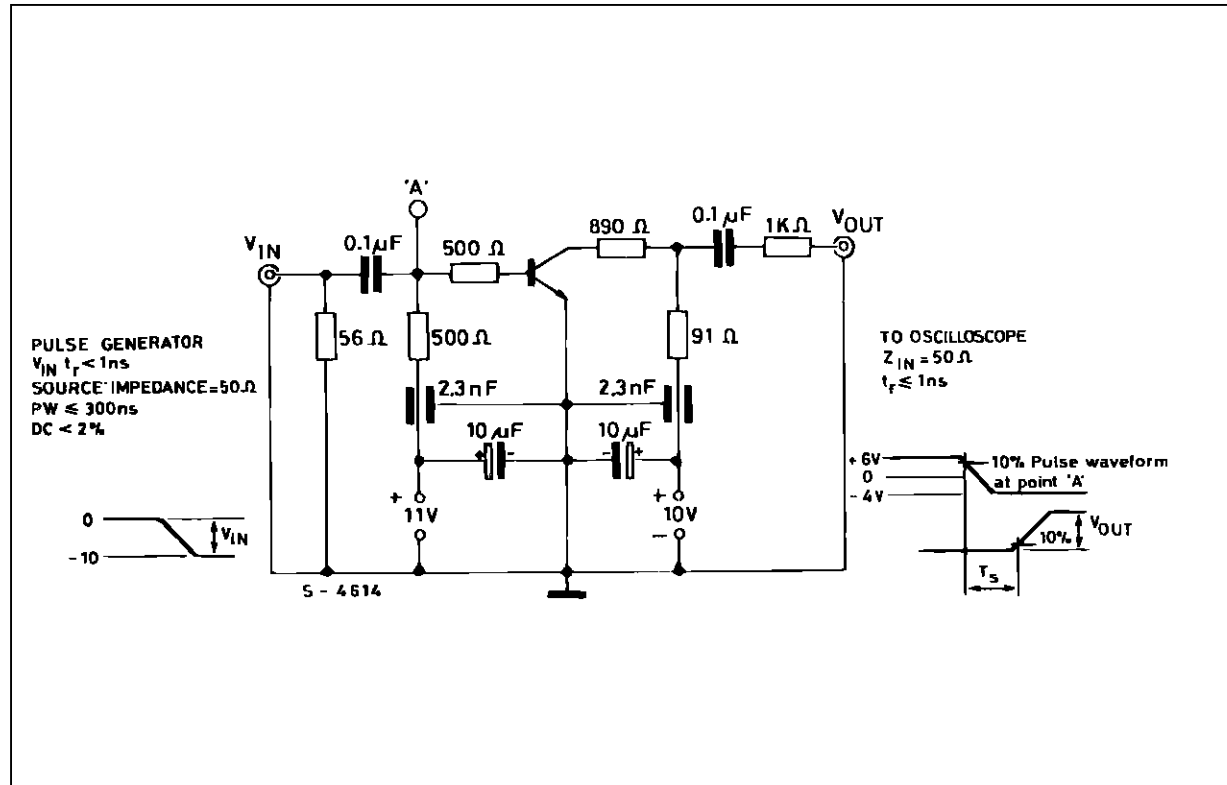 'A'
V_IN
0.1µF
500 Ω
890 Ω
0.1µF
1KΩ
V_OUT
56 Ω
500 Ω
91 Ω
PULSE GENERATOR
V_IN t_r < 1ns
SOURCE IMPEDANCE = 50Ω
PW ≤ 300ns
DC < 2%
2.3nF
2.3nF
TO OSCILLOSCOPE
Z_IN = 50 Ω
t_r ≤ 1ns
10µF
10µF
+ -
- +
+
11V
+
10V
-
0
V_IN
-10
+ 6V
0
- 4V
10% Pulse waveform
at point 'A'
10%
V_OUT
T_s
S - 4614